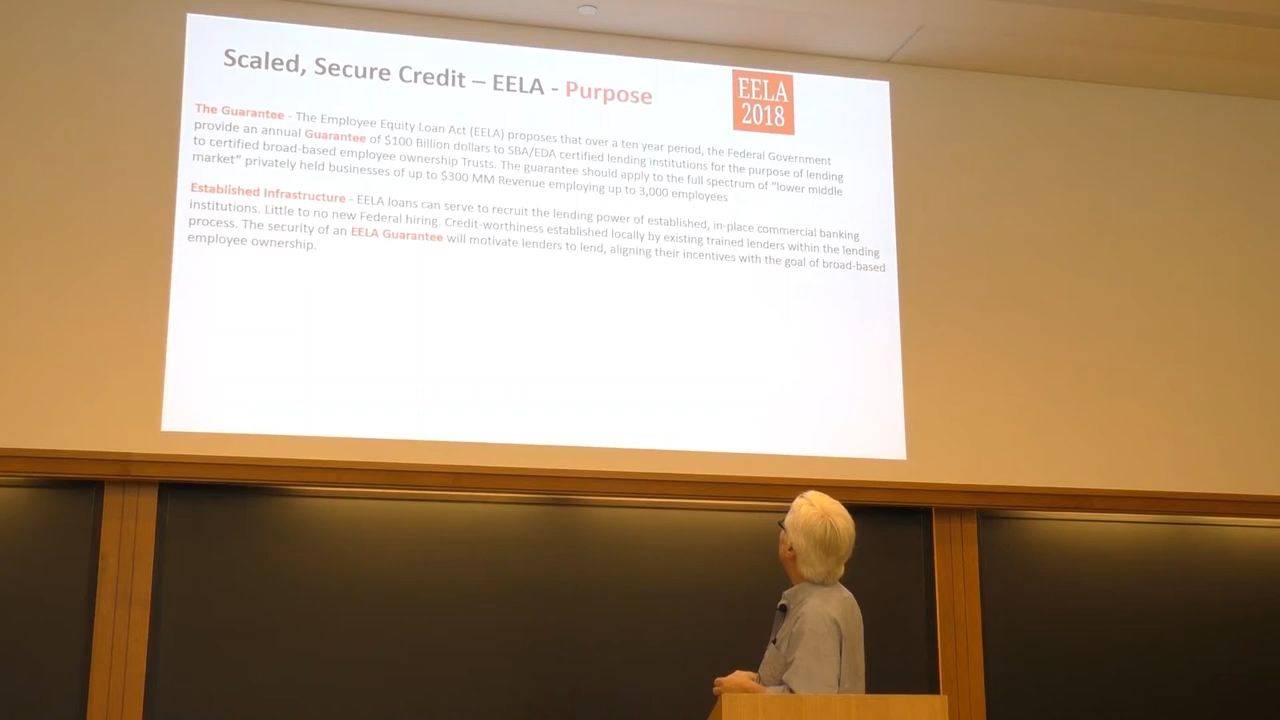 Scaled, Secure Credit – EELA - Purpose
EELA
2018
The Guarantee - The Employee Equity Loan Act (EELA) proposes that over a ten year period, the Federal Government
provide an annual Guarantee of $100 Billion dollars to SBA/EDA certified lending institutions for the purpose of lending
to certified broad-based employee ownership Trusts. The guarantee should apply to the full spectrum of "lower middle
market" privately held businesses of up to $300 MM Revenue employing up to 3,000 employees
Established Infrastructure - EELA loans can serve to recruit the lending power of established, in-place commercial banking
institutions. Little to no new Federal hiring. Credit-worthiness established locally by existing trained lenders within the lending
process. The security of an EELA Guarantee will motivate lenders to lend, aligning their incentives with the goal of broad-based
employee ownership.